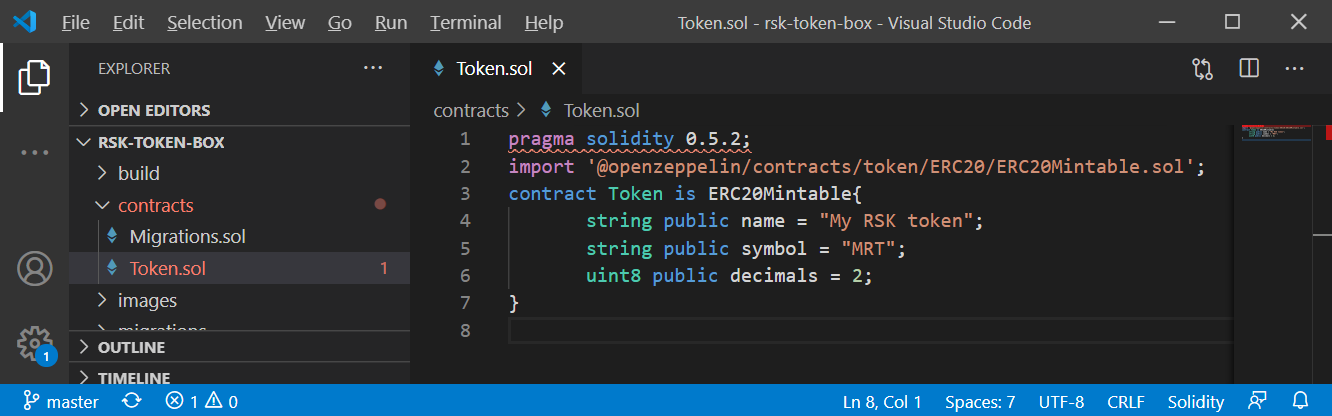 File Edit Selection View Go Run Terminal Help Token.sol - rsk-token-box - Visual Studio Code
EXPLORER
OPEN EDITORS
RSK-TOKEN-BOX
build
contracts
Migrations.sol
Token.sol 1
images
migrations
OUTLINE
TIMELINE
1
Token.sol
contracts > Token.sol
1 pragma solidity 0.5.2;
2 import '@openzeppelin/contracts/token/ERC20/ERC20Mintable.sol';
3 contract Token is ERC20Mintable{
4 string public name = "My RSK token";
5 string public symbol = "MRT";
6 uint8 public decimals = 2;
7 }
8
master 1 0 Ln 8, Col 1 Spaces: 7 UTF-8 CRLF Solidity